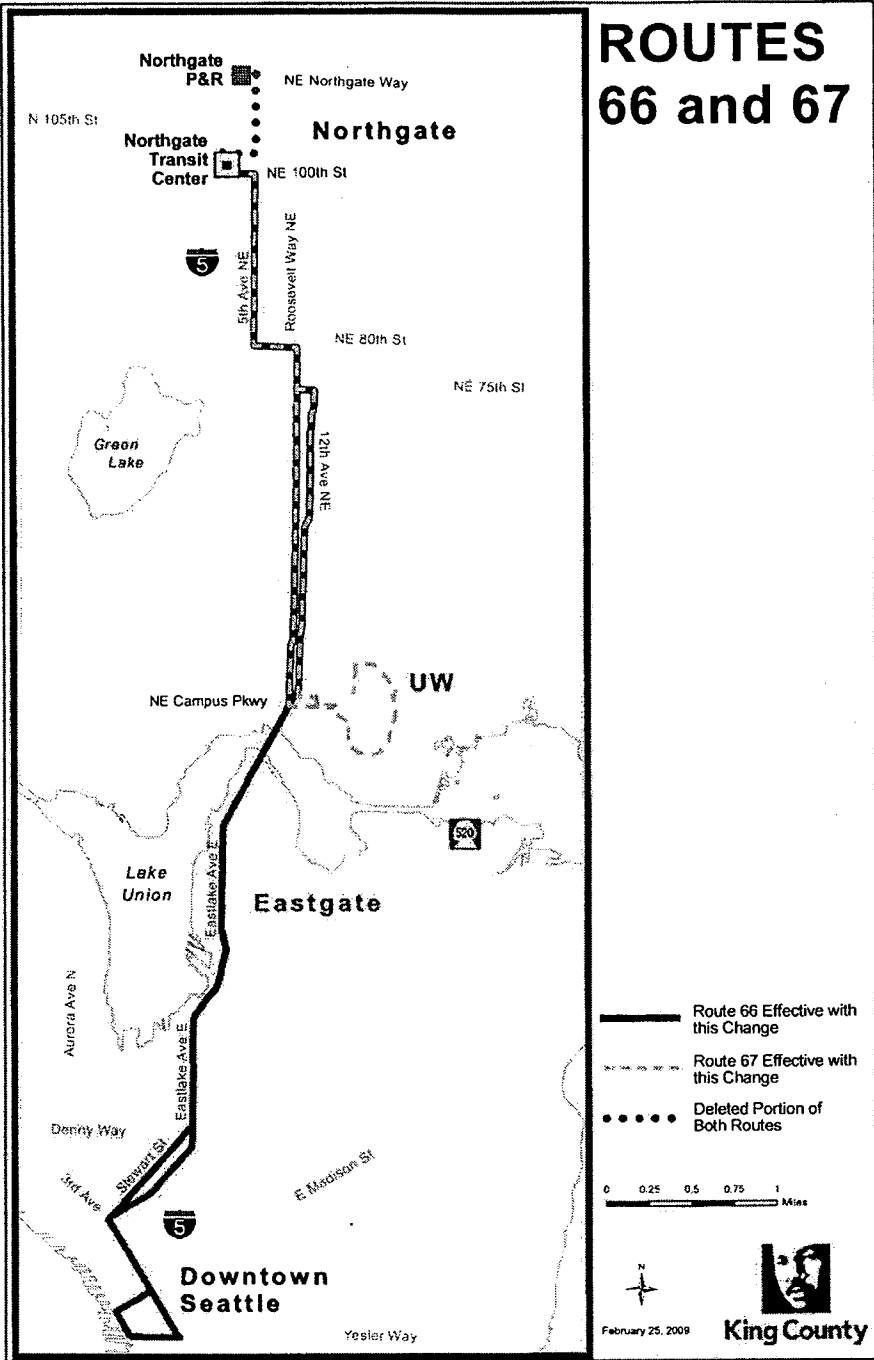 ROUTES
66 and 67
Northgate
P&R
NE Northgate Way
N 105th St
Northgate
Northgate
Transit
Center
NE 100th St
5
5th Ave NE
Roosevelt Way NE
NE 80th St
NE 75th St
Green
Lake
12th Ave NE
UW
NE Campus Pkwy
520
Lake
Union
Eastlake Ave E
Eastgate
Aurora Ave N
Eastlake Ave E
Denny Way
Stewart St
3rd Ave
E Madison St
5
Downtown
Seattle
Yesler Way
Route 66 Effective with
this Change
Route 67 Effective with
this Change
Deleted Portion of
Both Routes
0 0.25 0.5 0.75 1
Miles
N
February 25, 2009
King County